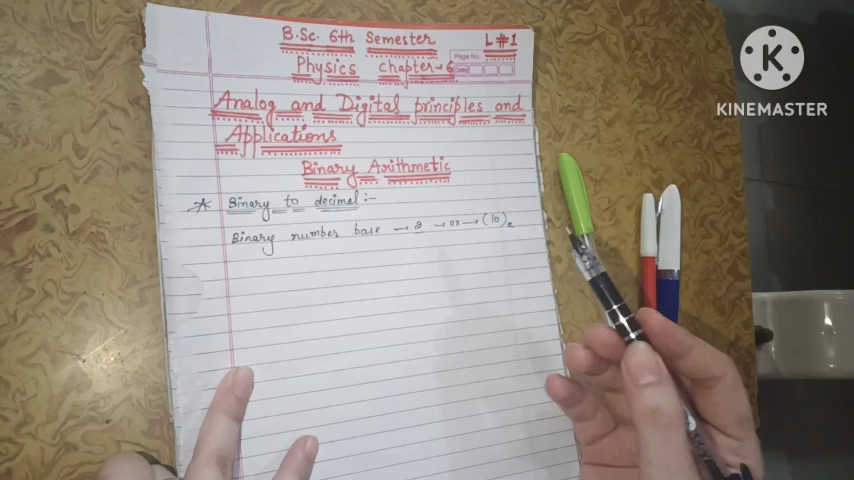 B.Sc. 6th Semester L#1
Physics chapter-6
Page No.
Date
Analog and Digital principles and
Applications
Binary Arithmetic
Binary to decimal:-
Binary number base → 2 → ex → (10)₂
K
KINEMASTER